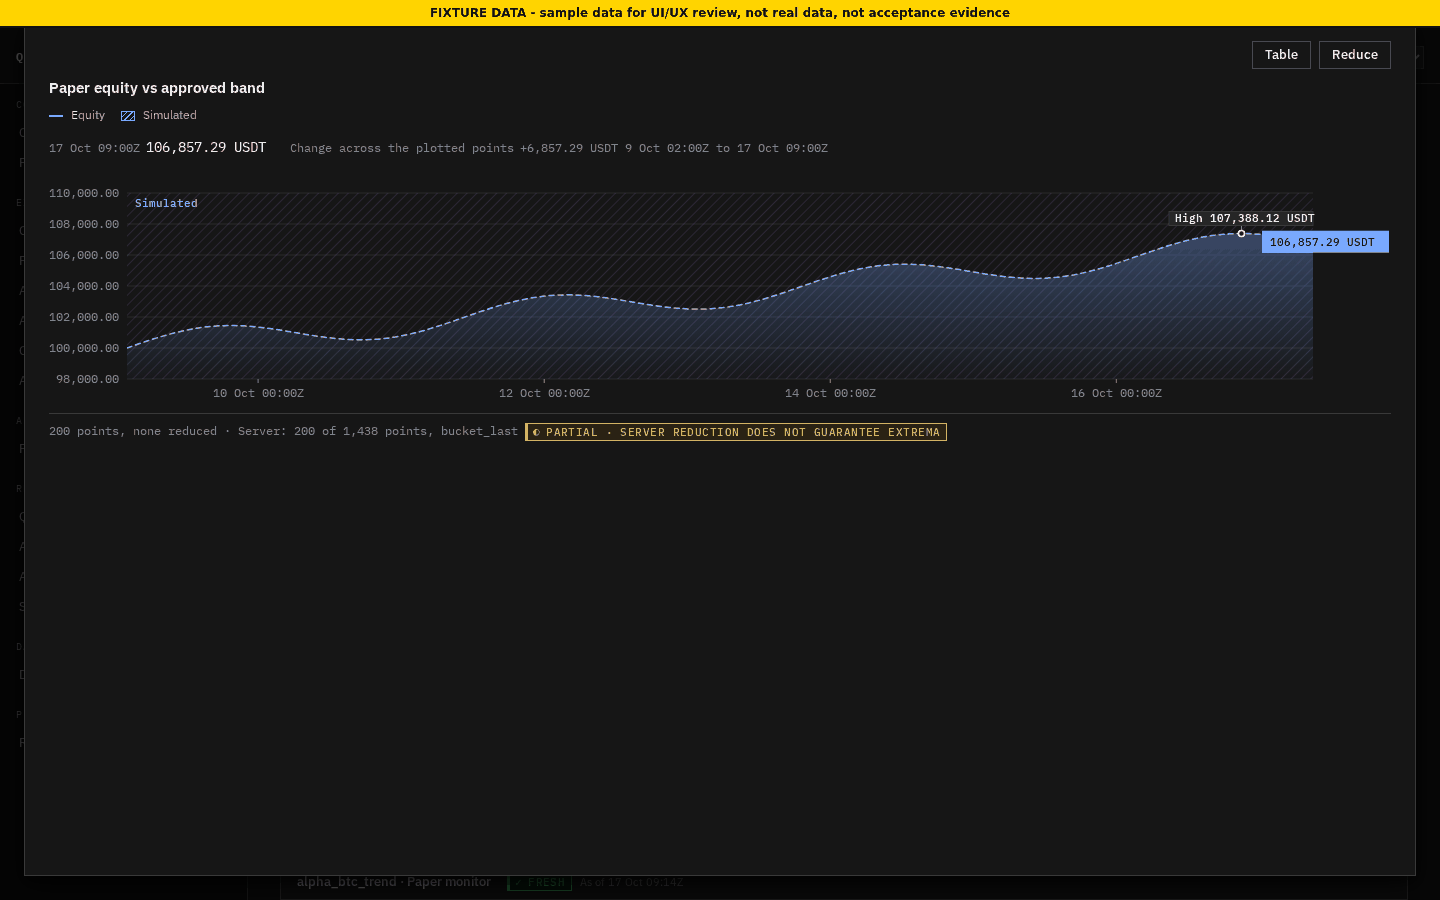 FIXTURE DATA - sample data for UI/UX review, not real data, not acceptance evidence
Table
Reduce
Paper equity vs approved band
Equity
Simulated
17 Oct 09:00Z 106,857.29 USDT Change across the plotted points +6,857.29 USDT 9 Oct 02:00Z to 17 Oct 09:00Z
110,000.00
Simulated
108,000.00
High 107,388.12 USDT
106,857.29 USDT
106,000.00
104,000.00
102,000.00
100,000.00
98,000.00
10 Oct 00:00Z
12 Oct 00:00Z
14 Oct 00:00Z
16 Oct 00:00Z
200 points, none reduced · Server: 200 of 1,438 points, bucket_last
PARTIAL · SERVER REDUCTION DOES NOT GUARANTEE EXTREMA
alpha_btc_trend · Paper monitor
✓ FRESH
As of 17 Oct 09:14Z